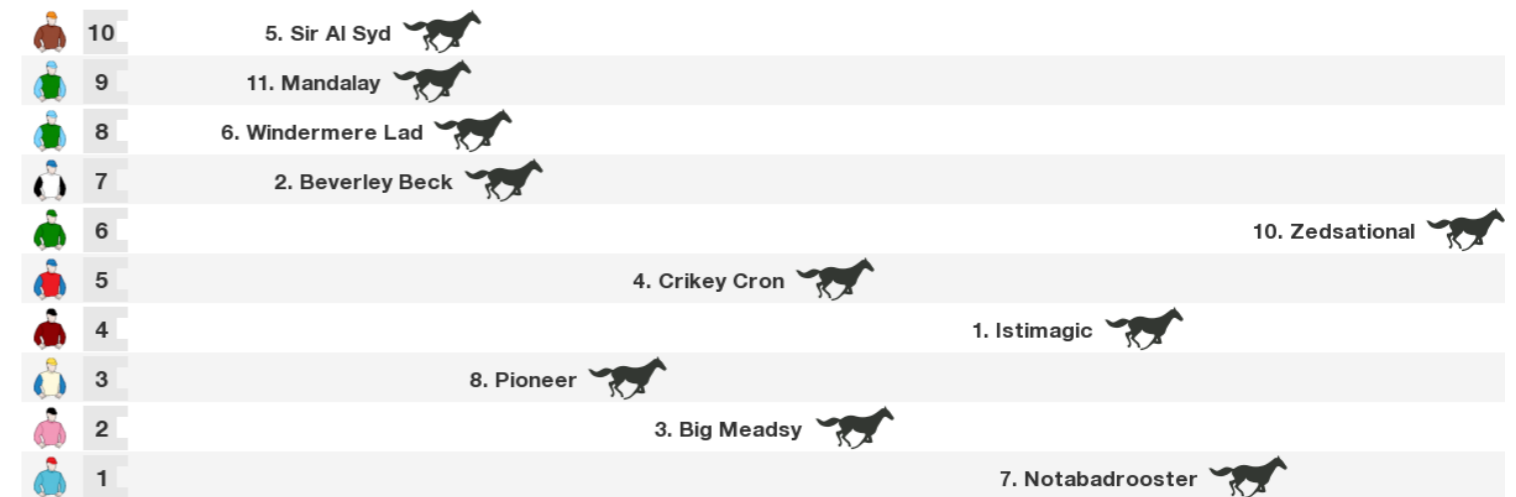 10 5. Sir Al Syd
9 11. Mandalay
8 6. Windermere Lad
7 2. Beverley Beck
6 10. Zedsational
5 4. Crikey Cron
4 1. Istimagic
3 8. Pioneer
2 3. Big Meadsy
1 7. Notabadrooster